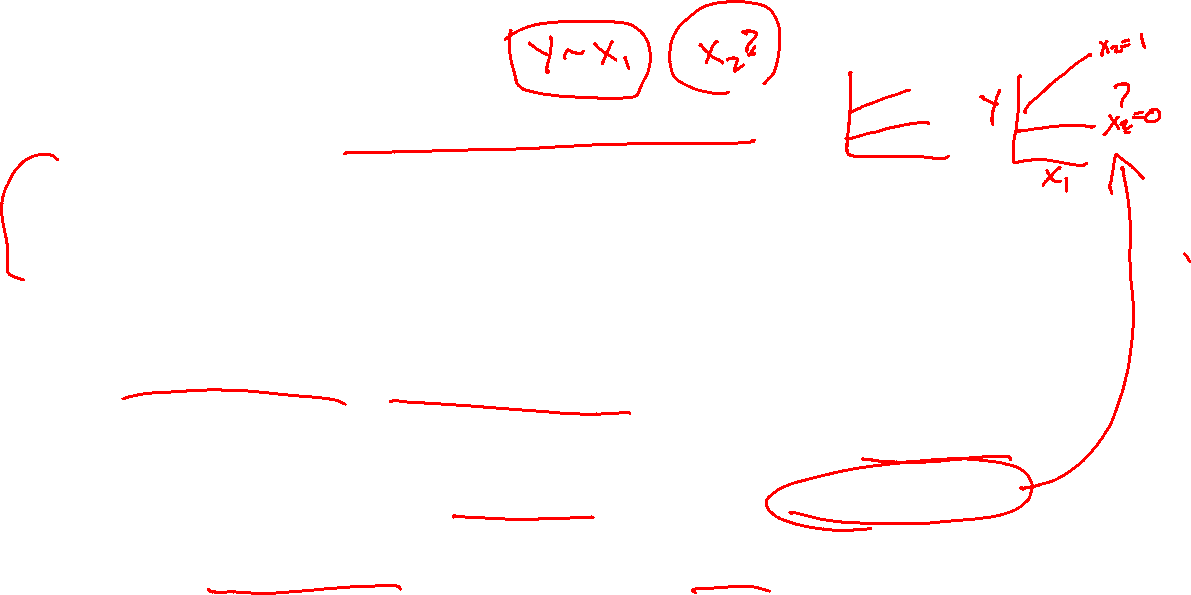 Y ~ X₁ X₂?
X₂=1
Y
?
X₂=0
X₁